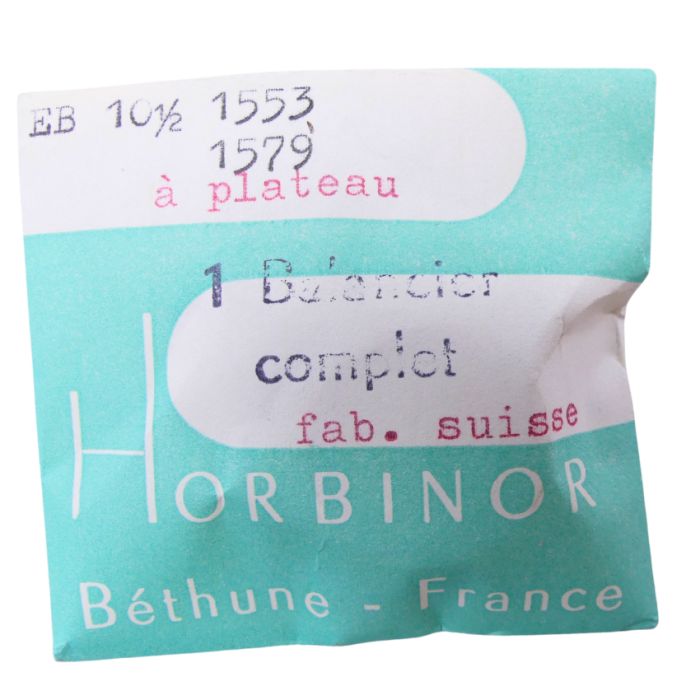 EB 10½ 1553
1579
à plateau
1 Balancier
complet
fab. suisse
HORBINOR
Béthune - France